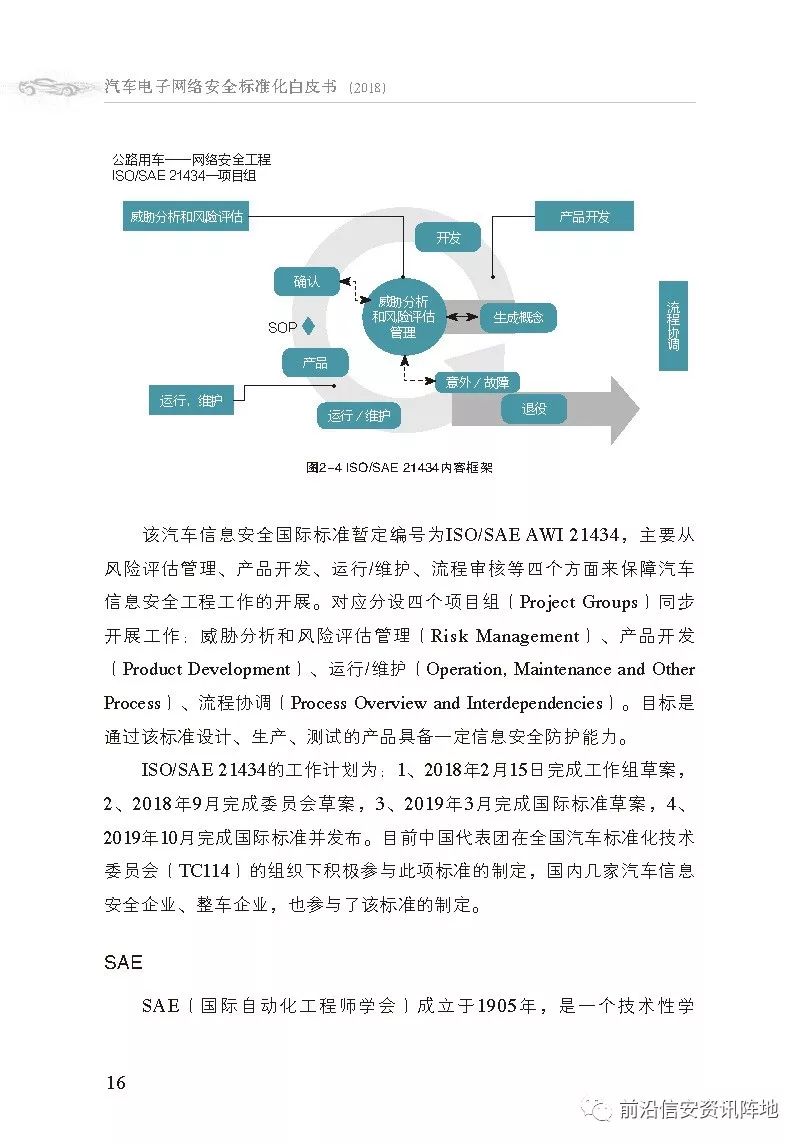 汽车电子网络安全标准化白皮书 (2018)
公路用车——网络安全工程
ISO/SAE 21434—项目组
威胁分析和风险评估
产品开发
开发
确认
威胁分析
和风险评估
管理
生成概念
流程协调
SOP
产品
意外/故障
运行，维护
运行/维护
退役
图2-4 ISO/SAE 21434内容框架
该汽车信息安全国际标准暂定编号为ISO/SAE AWI 21434，主要从
风险评估管理、产品开发、运行/维护、流程审核等四个方面来保障汽车
信息安全工程工作的开展。对应分设四个项目组（Project Groups）同步
开展工作：威胁分析和风险评估管理（Risk Management）、产品开发
（Product Development）、运行/维护（Operation, Maintenance and Other
Process）、流程协调（Process Overview and Interdependencies）。目标是
通过该标准设计、生产、测试的产品具备一定信息安全防护能力。
ISO/SAE 21434的工作计划为：1、2018年2月15日完成工作组草案，
2、2018年9月完成委员会草案，3、2019年3月完成国际标准草案，4、
2019年10月完成国际标准并发布。目前中国代表团在全国汽车标准化技术
委员会（TC114）的组织下积极参与此项标准的制定，国内几家汽车信息
安全企业、整车企业，也参与了该标准的制定。
SAE
SAE（国际自动化工程师学会）成立于1905年，是一个技术性学
16
前沿信安资讯阵地